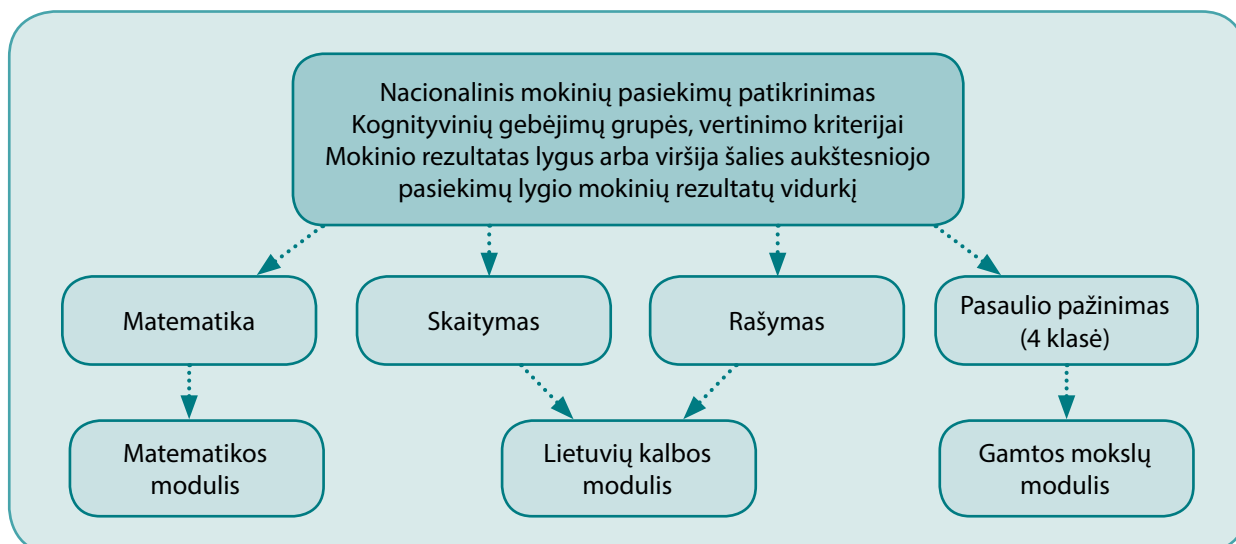 Nacionalinis mokinių pasiekimų patikrinimas
Kognityvinių gebėjimų grupės, vertinimo kriterijai
Mokinio rezultatas lygus arba viršija šalies aukštesniojo
pasiekimų lygio mokinių rezultatų vidurkį
Matematika
Skaitymas
Rašymas
Pasaulio pažinimas
(4 klasė)
Matematikos
modulis
Lietuvių kalbos
modulis
Gamtos mokslų
modulis